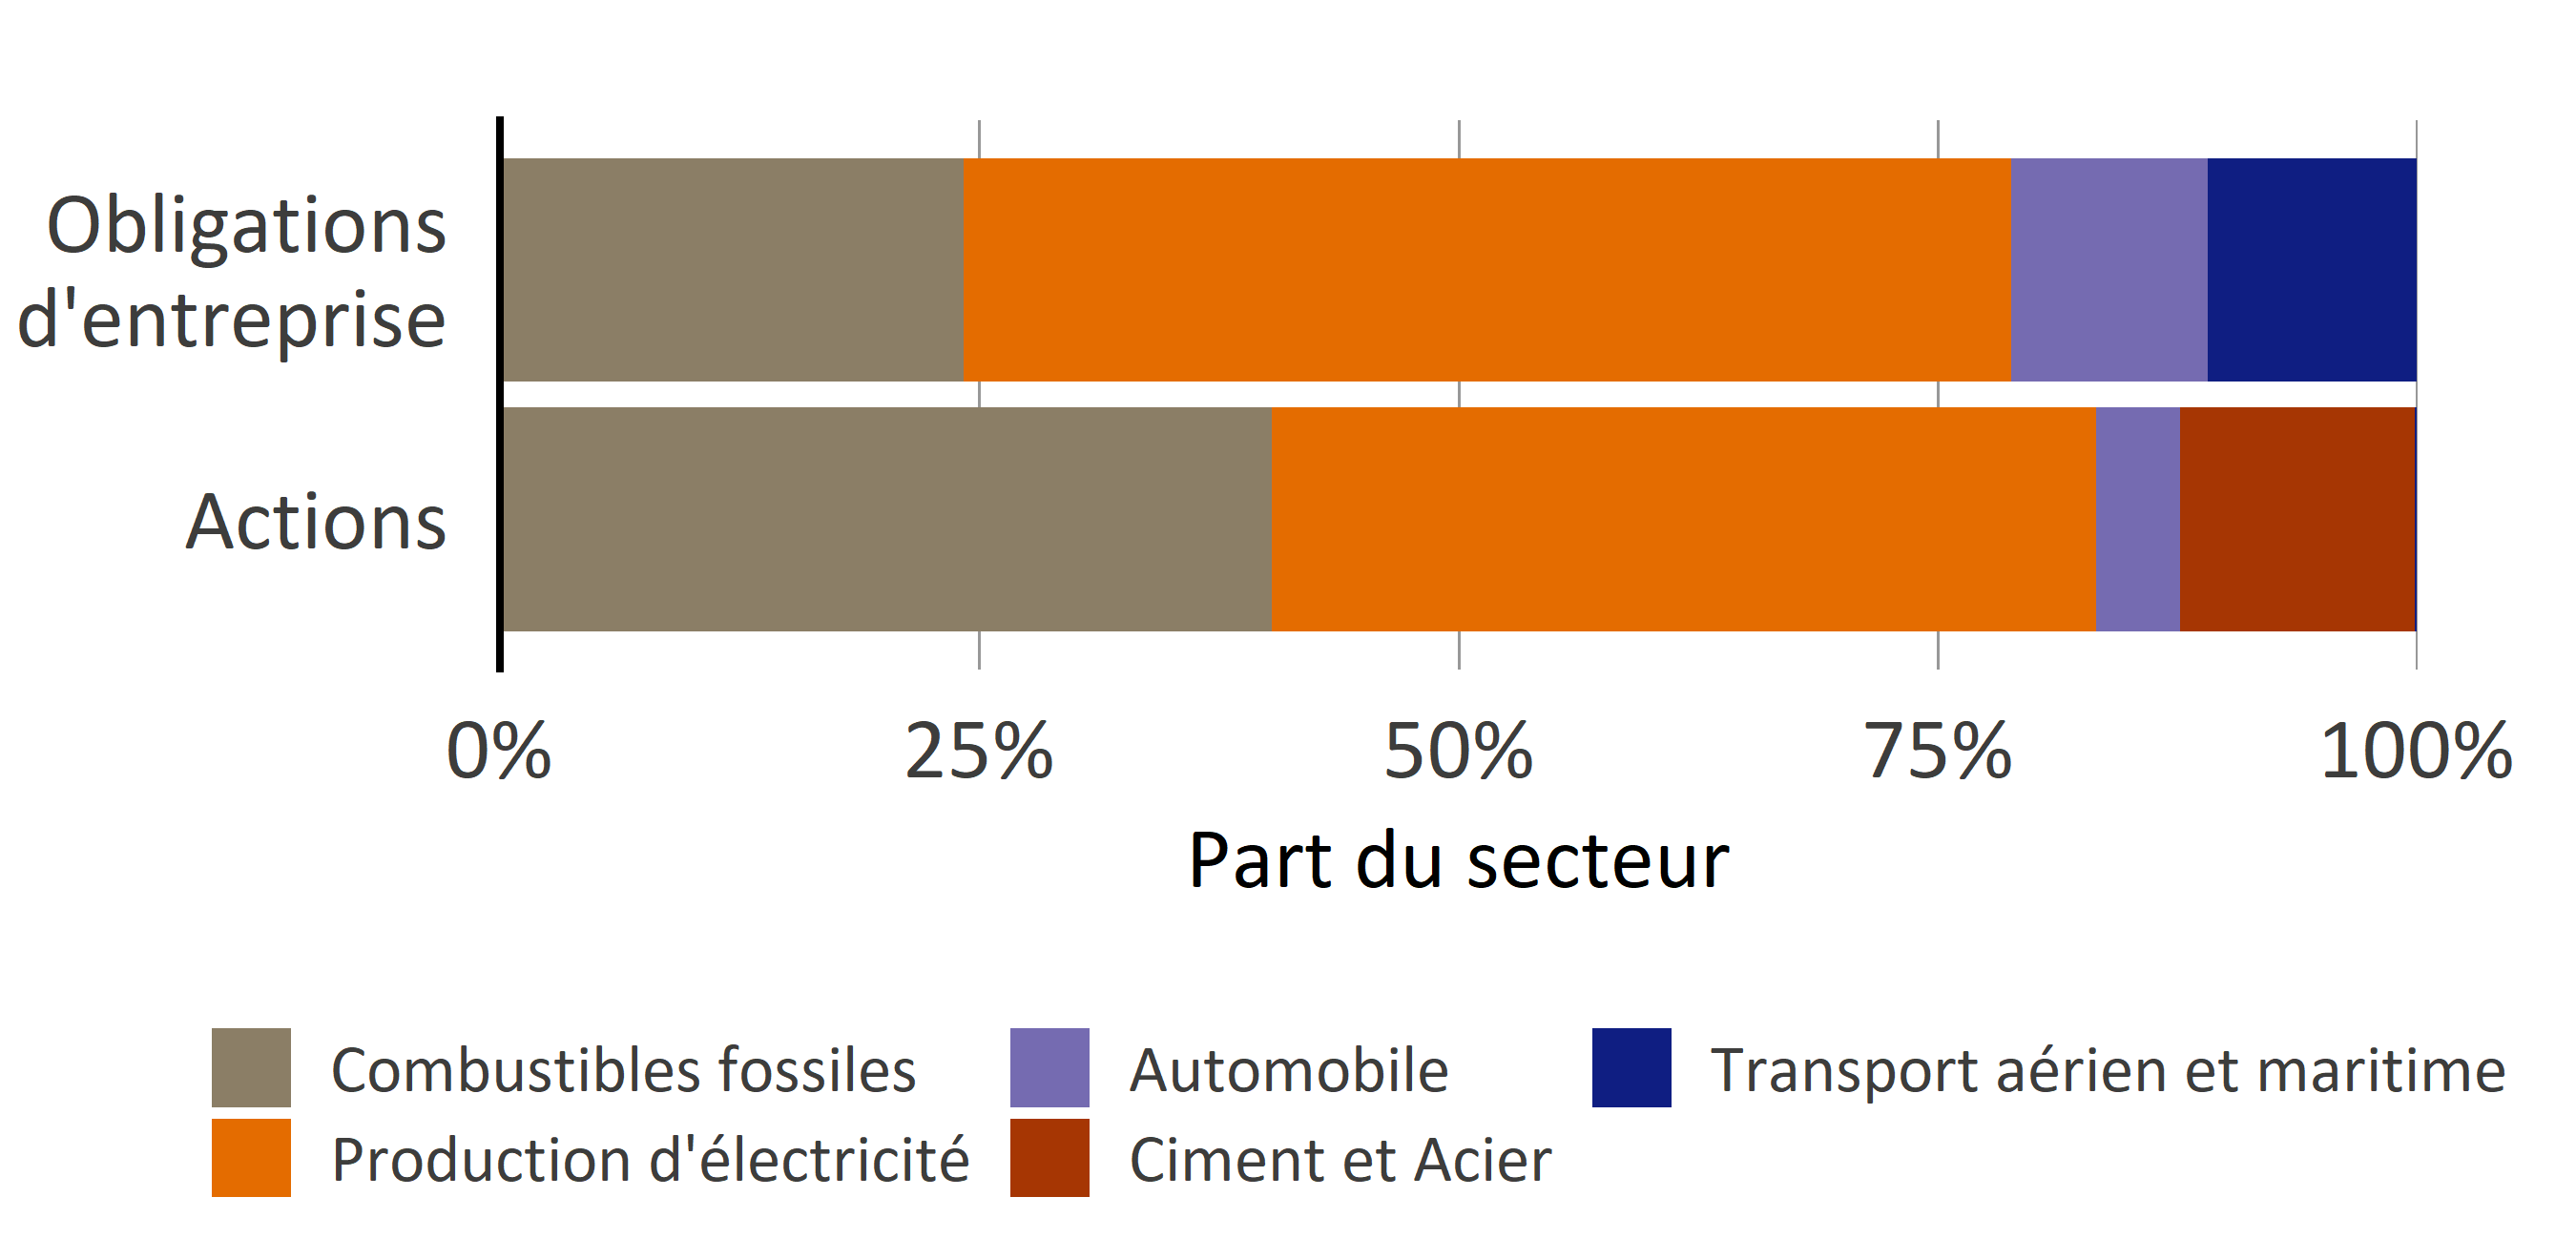 Obligations
d'entreprise
Actions
0%
25%
50%
75%
100%
Part du secteur
Combustibles fossiles
Automobile
Transport aérien et maritime
Production d'électricité
Ciment et Acier